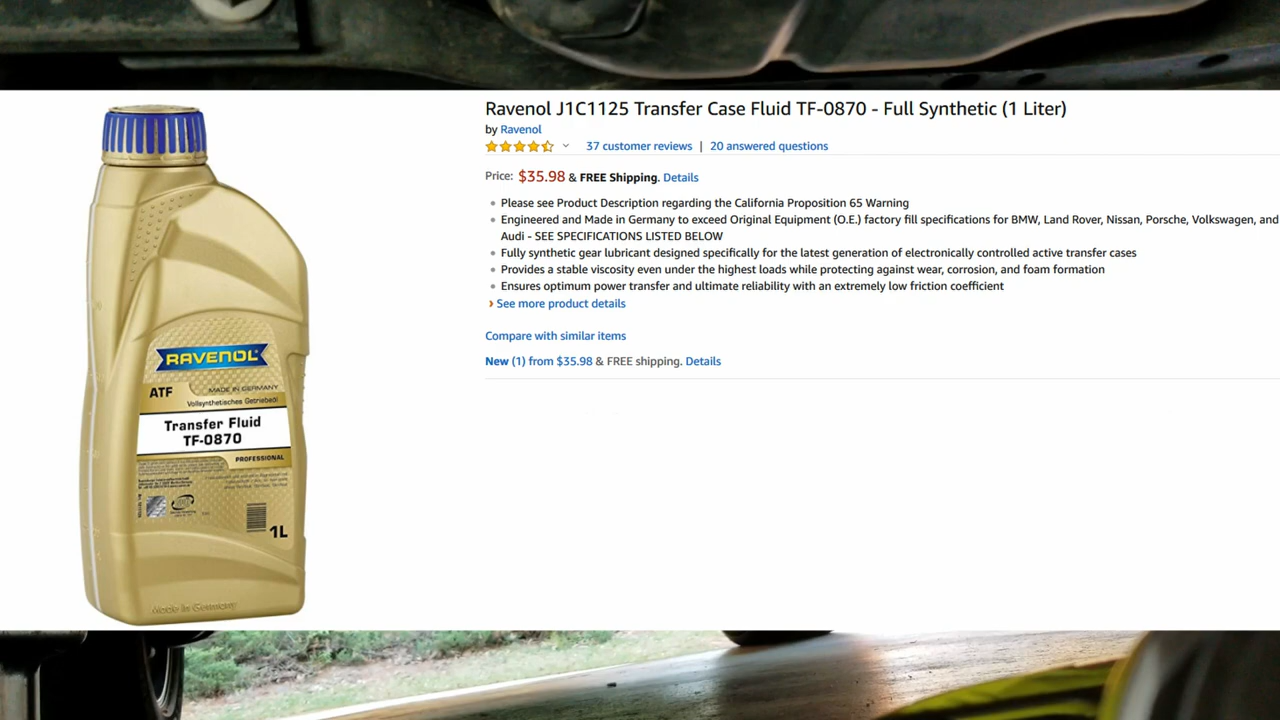 Ravenol J1C1125 Transfer Case Fluid TF-0870 - Full Synthetic (1 Liter)
by Ravenol
37 customer reviews | 20 answered questions
Price: $35.98 & FREE Shipping. Details
Please see Product Description regarding the California Proposition 65 Warning
Engineered and Made in Germany to exceed Original Equipment (O.E.) factory fill specifications for BMW, Land Rover, Nissan, Porsche, Volkswagen, and
Audi - SEE SPECIFICATIONS LISTED BELOW
Fully synthetic gear lubricant designed specifically for the latest generation of electronically controlled active transfer cases
Provides a stable viscosity even under the highest loads while protecting against wear, corrosion, and foam formation
Ensures optimum power transfer and ultimate reliability with an extremely low friction coefficient
› See more product details
Compare with similar items
New (1) from $35.98 & FREE shipping. Details
RAVENOL
ATF
MADE IN GERMANY
Vollsynthetisches Getriebeöl
Transfer Fluid
TF-0870
PROFESSIONAL
1L
Made in Germany